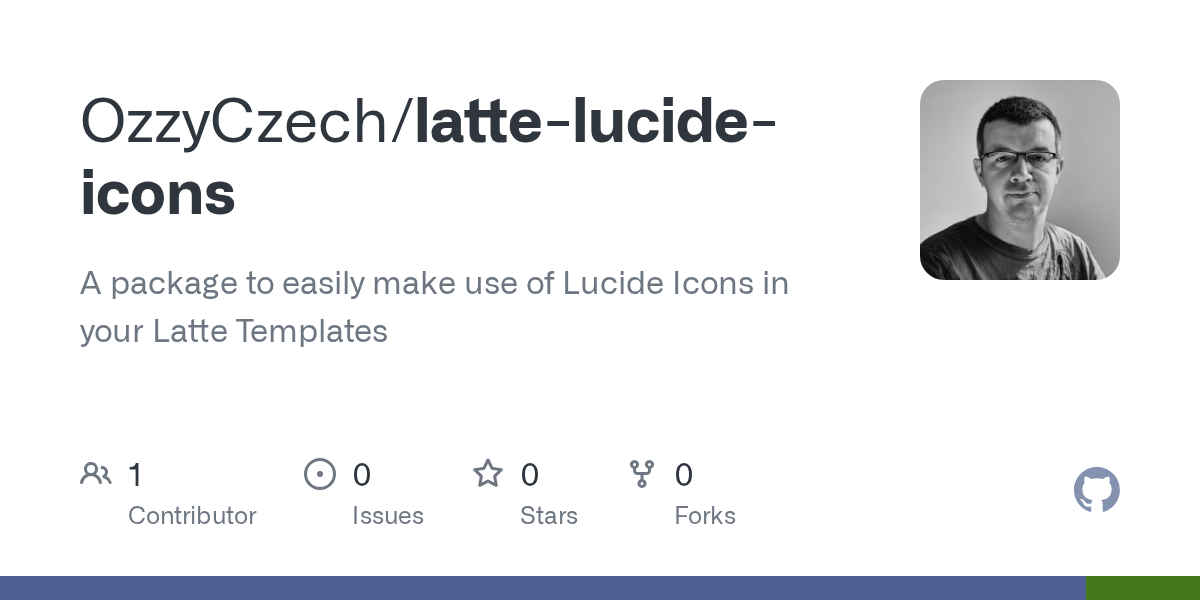 OzzyCzech/latte-lucide-
icons
A package to easily make use of Lucide Icons in
your Latte Templates
1 0 0 0
Contributor Issues Stars Forks